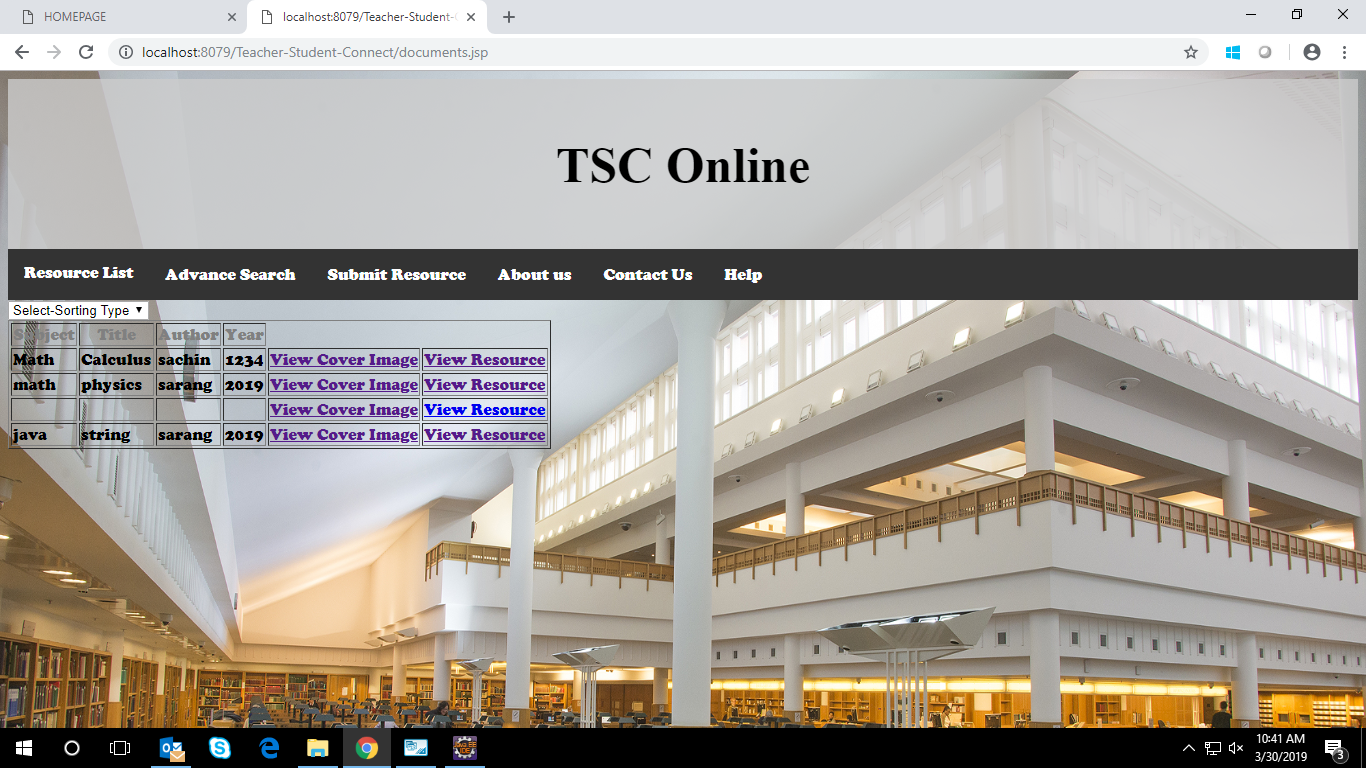 HOMEPAGE
localhost:8079/Teacher-Student-C
localhost:8079/Teacher-Student-Connect/documents.jsp
TSC Online
Resource List Advance Search Submit Resource About us Contact Us Help
Select-Sorting Type
Subject Title Author Year
Math Calculus sachin 1234 View Cover Image View Resource
math physics sarang 2019 View Cover Image View Resource
View Cover Image View Resource
java string sarang 2019 View Cover Image View Resource
10:41 AM
3/30/2019
3